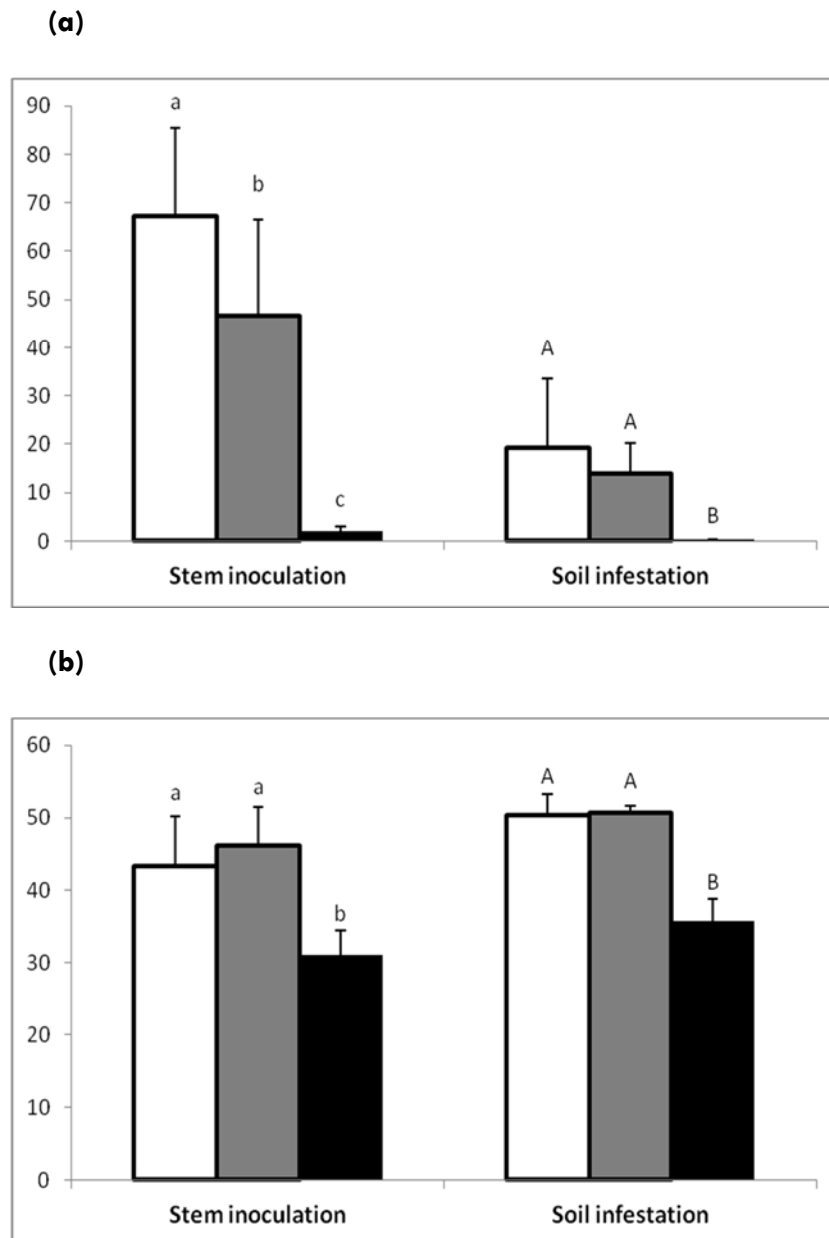 (a)
90
a
80
b
70
60
50
40
A
30
A
20
c
B
10
0
Stem inoculation Soil infestation
(b)
60
a a A A
50
40
b B
30
20
10
0
Stem inoculation Soil infestation